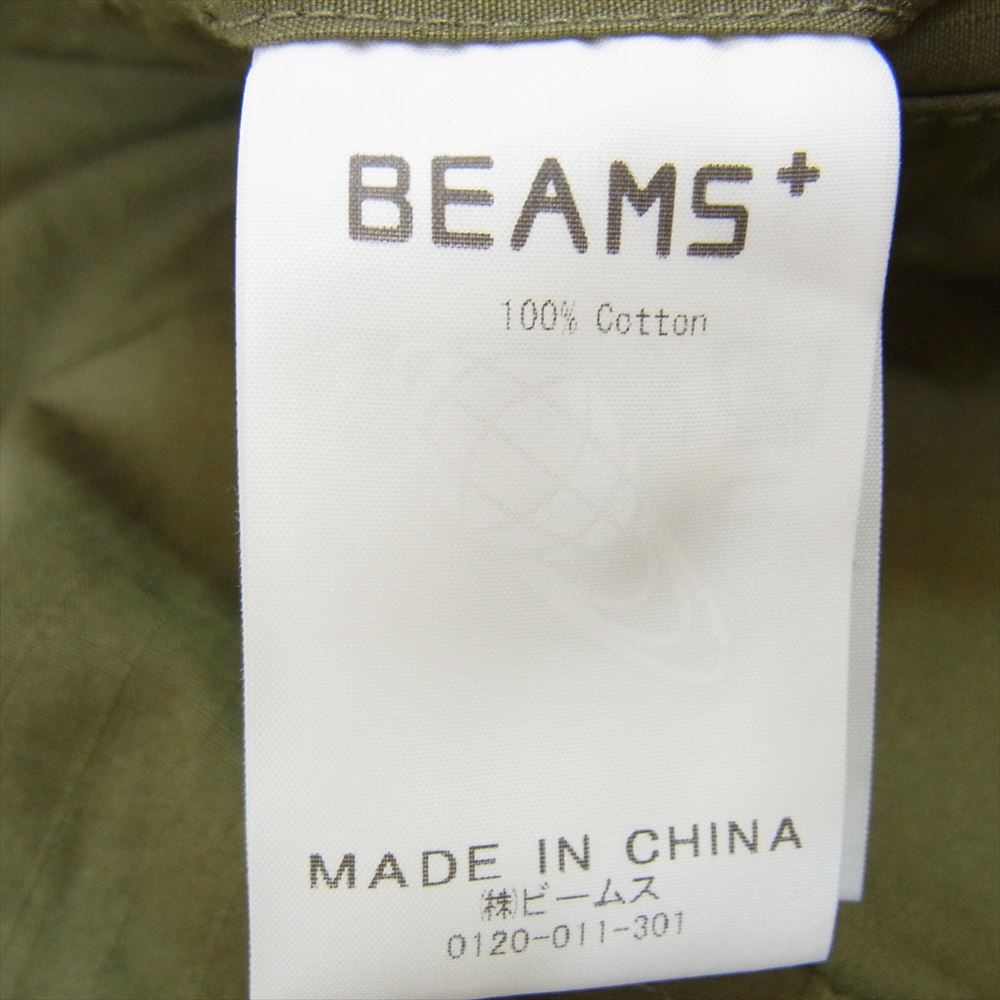 BEAMS+
100% Cotton
MADE IN CHINA
㈱ビームス
0120-011-301